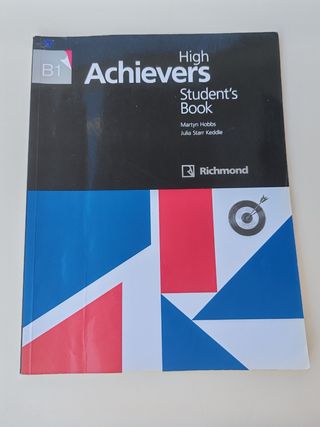 B1
High
Achievers
Student's
Book
Martyn Hobbs
Julia Starr Keddle
Richmond